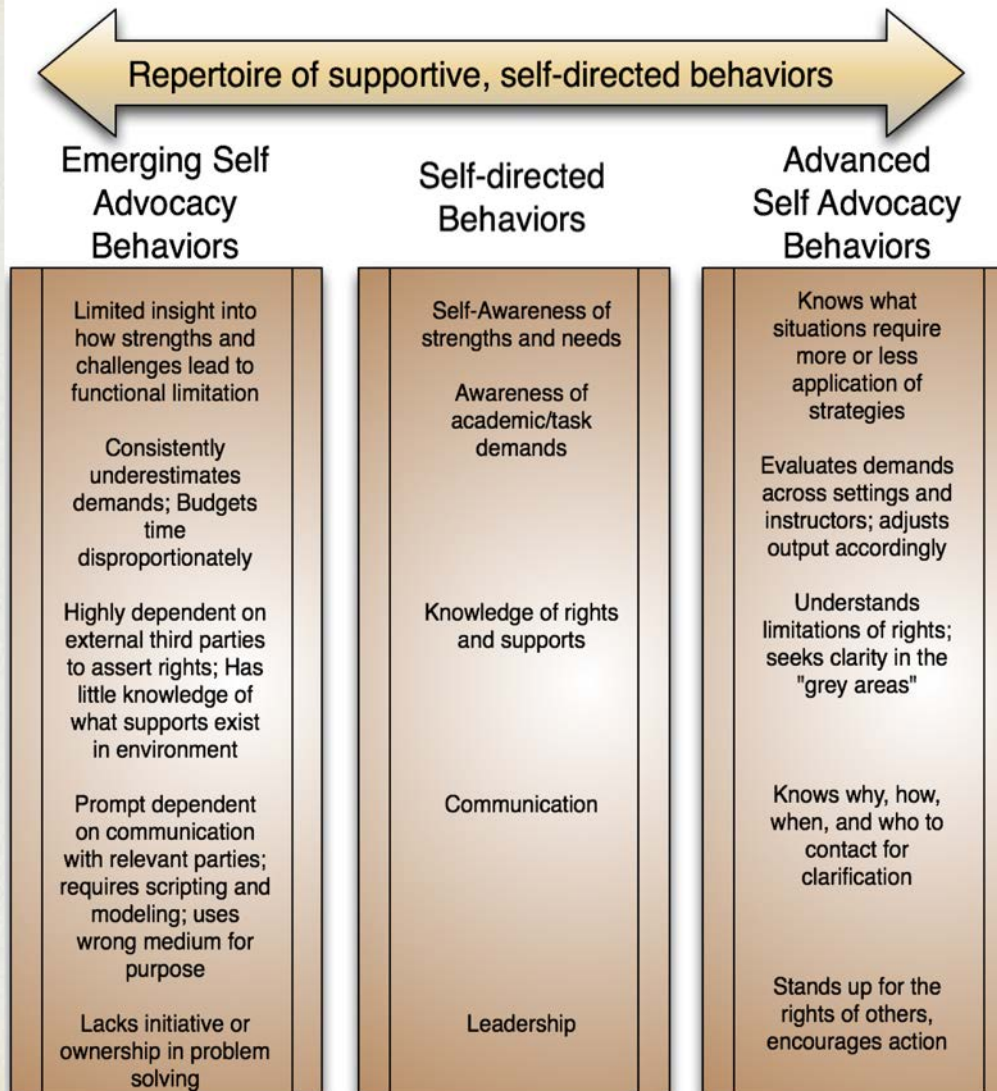 Repertoire of supportive, self-directed behaviors
Emerging Self
Advocacy
Behaviors
Limited insight into
how strengths and
challenges lead to
functional limitation
Consistently
underestimates
demands; Budgets
time
disproportionately
Highly dependent on
external third parties
to assert rights; Has
little knowledge of
what supports exist
in environment
Prompt dependent
on communication
with relevant parties;
requires scripting and
modeling; uses
wrong medium for
purpose
Lacks initiative or
ownership in problem
solving
Self-directed
Behaviors
Self-Awareness of
strengths and needs
Awareness of
academic/task
demands
Knowledge of rights
and supports
Communication
Leadership
Advanced
Self Advocacy
Behaviors
Knows what
situations require
more or less
application of
strategies
Evaluates demands
across settings and
instructors; adjusts
output accordingly
Understands
limitations of rights;
seeks clarity in the
"grey areas"
Knows why, how,
when, and who to
contact for
clarification
Stands up for the
rights of others,
encourages action